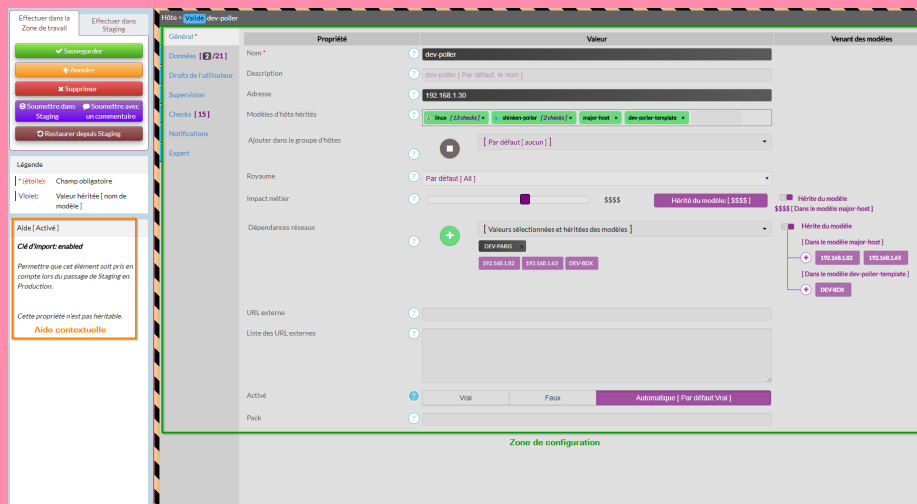 Effectuer dans la
Zone de travail
Effectuer dans
Staging
Sauvegarder
Annuler
Supprimer
Soumettre dans
Staging
Soumettre avec
un commentaire
Restaurer depuis Staging
Légende
* (étoile): Champ obligatoire
Violet: Valeur héritée [ nom de
modèle ]
Aide [ Activé ]
Clé d'import: enabled
Permettre que cet élément soit pris en
compte lors du passage de Staging en
Production.
Cette propriété n'est pas héritable.
Aide contextuelle
Hôte > Validé dev-poller
Général *
Données [ 2 /21 ]
Droits de l'utilisateur
Supervision
Checks [ 15 ]
Notifications
Expert
Propriété Valeur Venant des modèles
Nom * ? dev-poller
Description ? dev-poller [ Par défaut, le nom ]
Adresse ? 192.168.1.30
Modèles d'hôte hérités ? linux [ 13 checks ] × shinken-poller [ 2 checks ] × major-host × dev-poller-template ×
Ajouter dans le groupe d'hôtes ? [ Par défaut [ aucun ] ]
Royaume ? Par défaut [ All ]
Impact métier ? $$$$ Hérité du modèle: [ $$$$ ] Hérite du modèle
$$$$ [ Dans le modèle major-host ]
Dépendances réseaux ? + [ Valeurs sélectionnées et héritées des modèles ] Hérite du modèle
DEV-PARIS
192.168.1.82 192.168.1.63 DEV-BOX
[ Dans le modèle major-host ]
+ 192.168.1.82 192.168.1.63
[ Dans le modèle dev-poller-template ]
+ DEV-BOX
URL externe ?
Liste des URL externes ?
Activé ? Vrai Faux Automatique [ Par défaut: Vrai ]
Pack ?
Zone de configuration